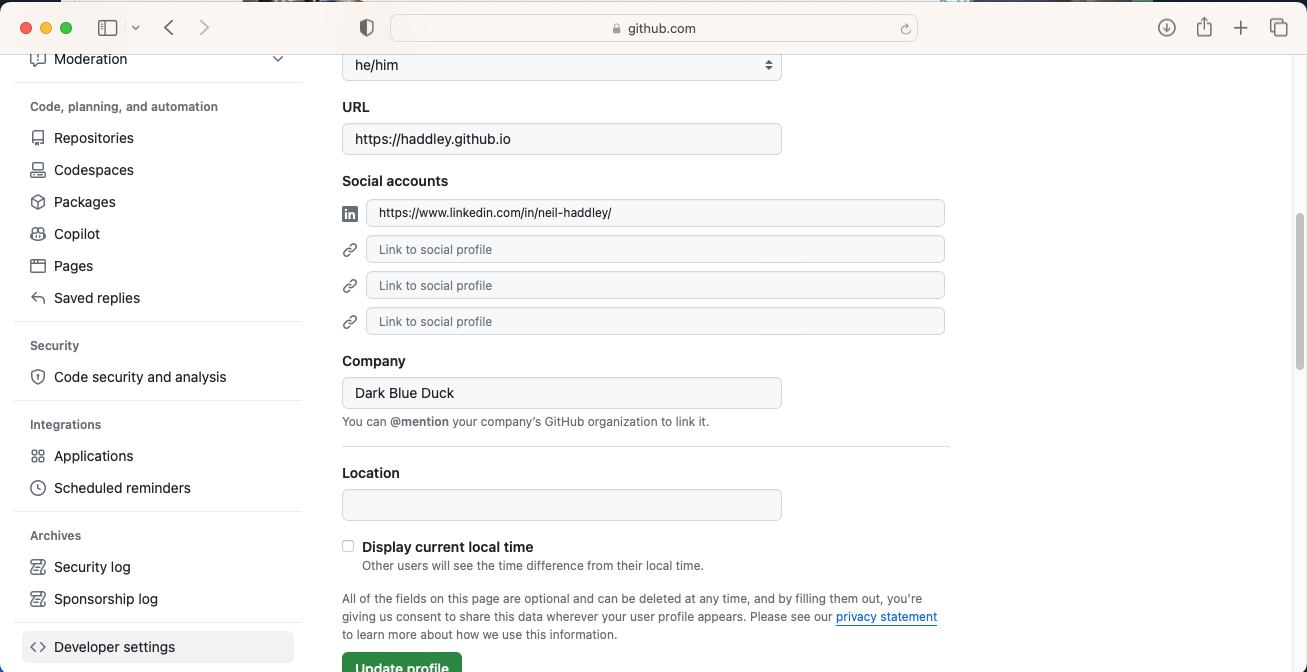 github.com
Moderation
Code, planning, and automation
Repositories
Codespaces
Packages
Copilot
Pages
Saved replies
Security
Code security and analysis
Integrations
Applications
Scheduled reminders
Archives
Security log
Sponsorship log
Developer settings
he/him
URL
https://haddley.github.io
Social accounts
in
https://www.linkedin.com/in/neil-haddley/
Link to social profile
Link to social profile
Link to social profile
Company
Dark Blue Duck
You can @mention your company’s GitHub organization to link it.
Location
Display current local time
Other users will see the time difference from their local time.
All of the fields on this page are optional and can be deleted at any time, and by filling them out, you're
giving us consent to share this data wherever your user profile appears. Please see our privacy statement
to learn more about how we use this information.
Update profile